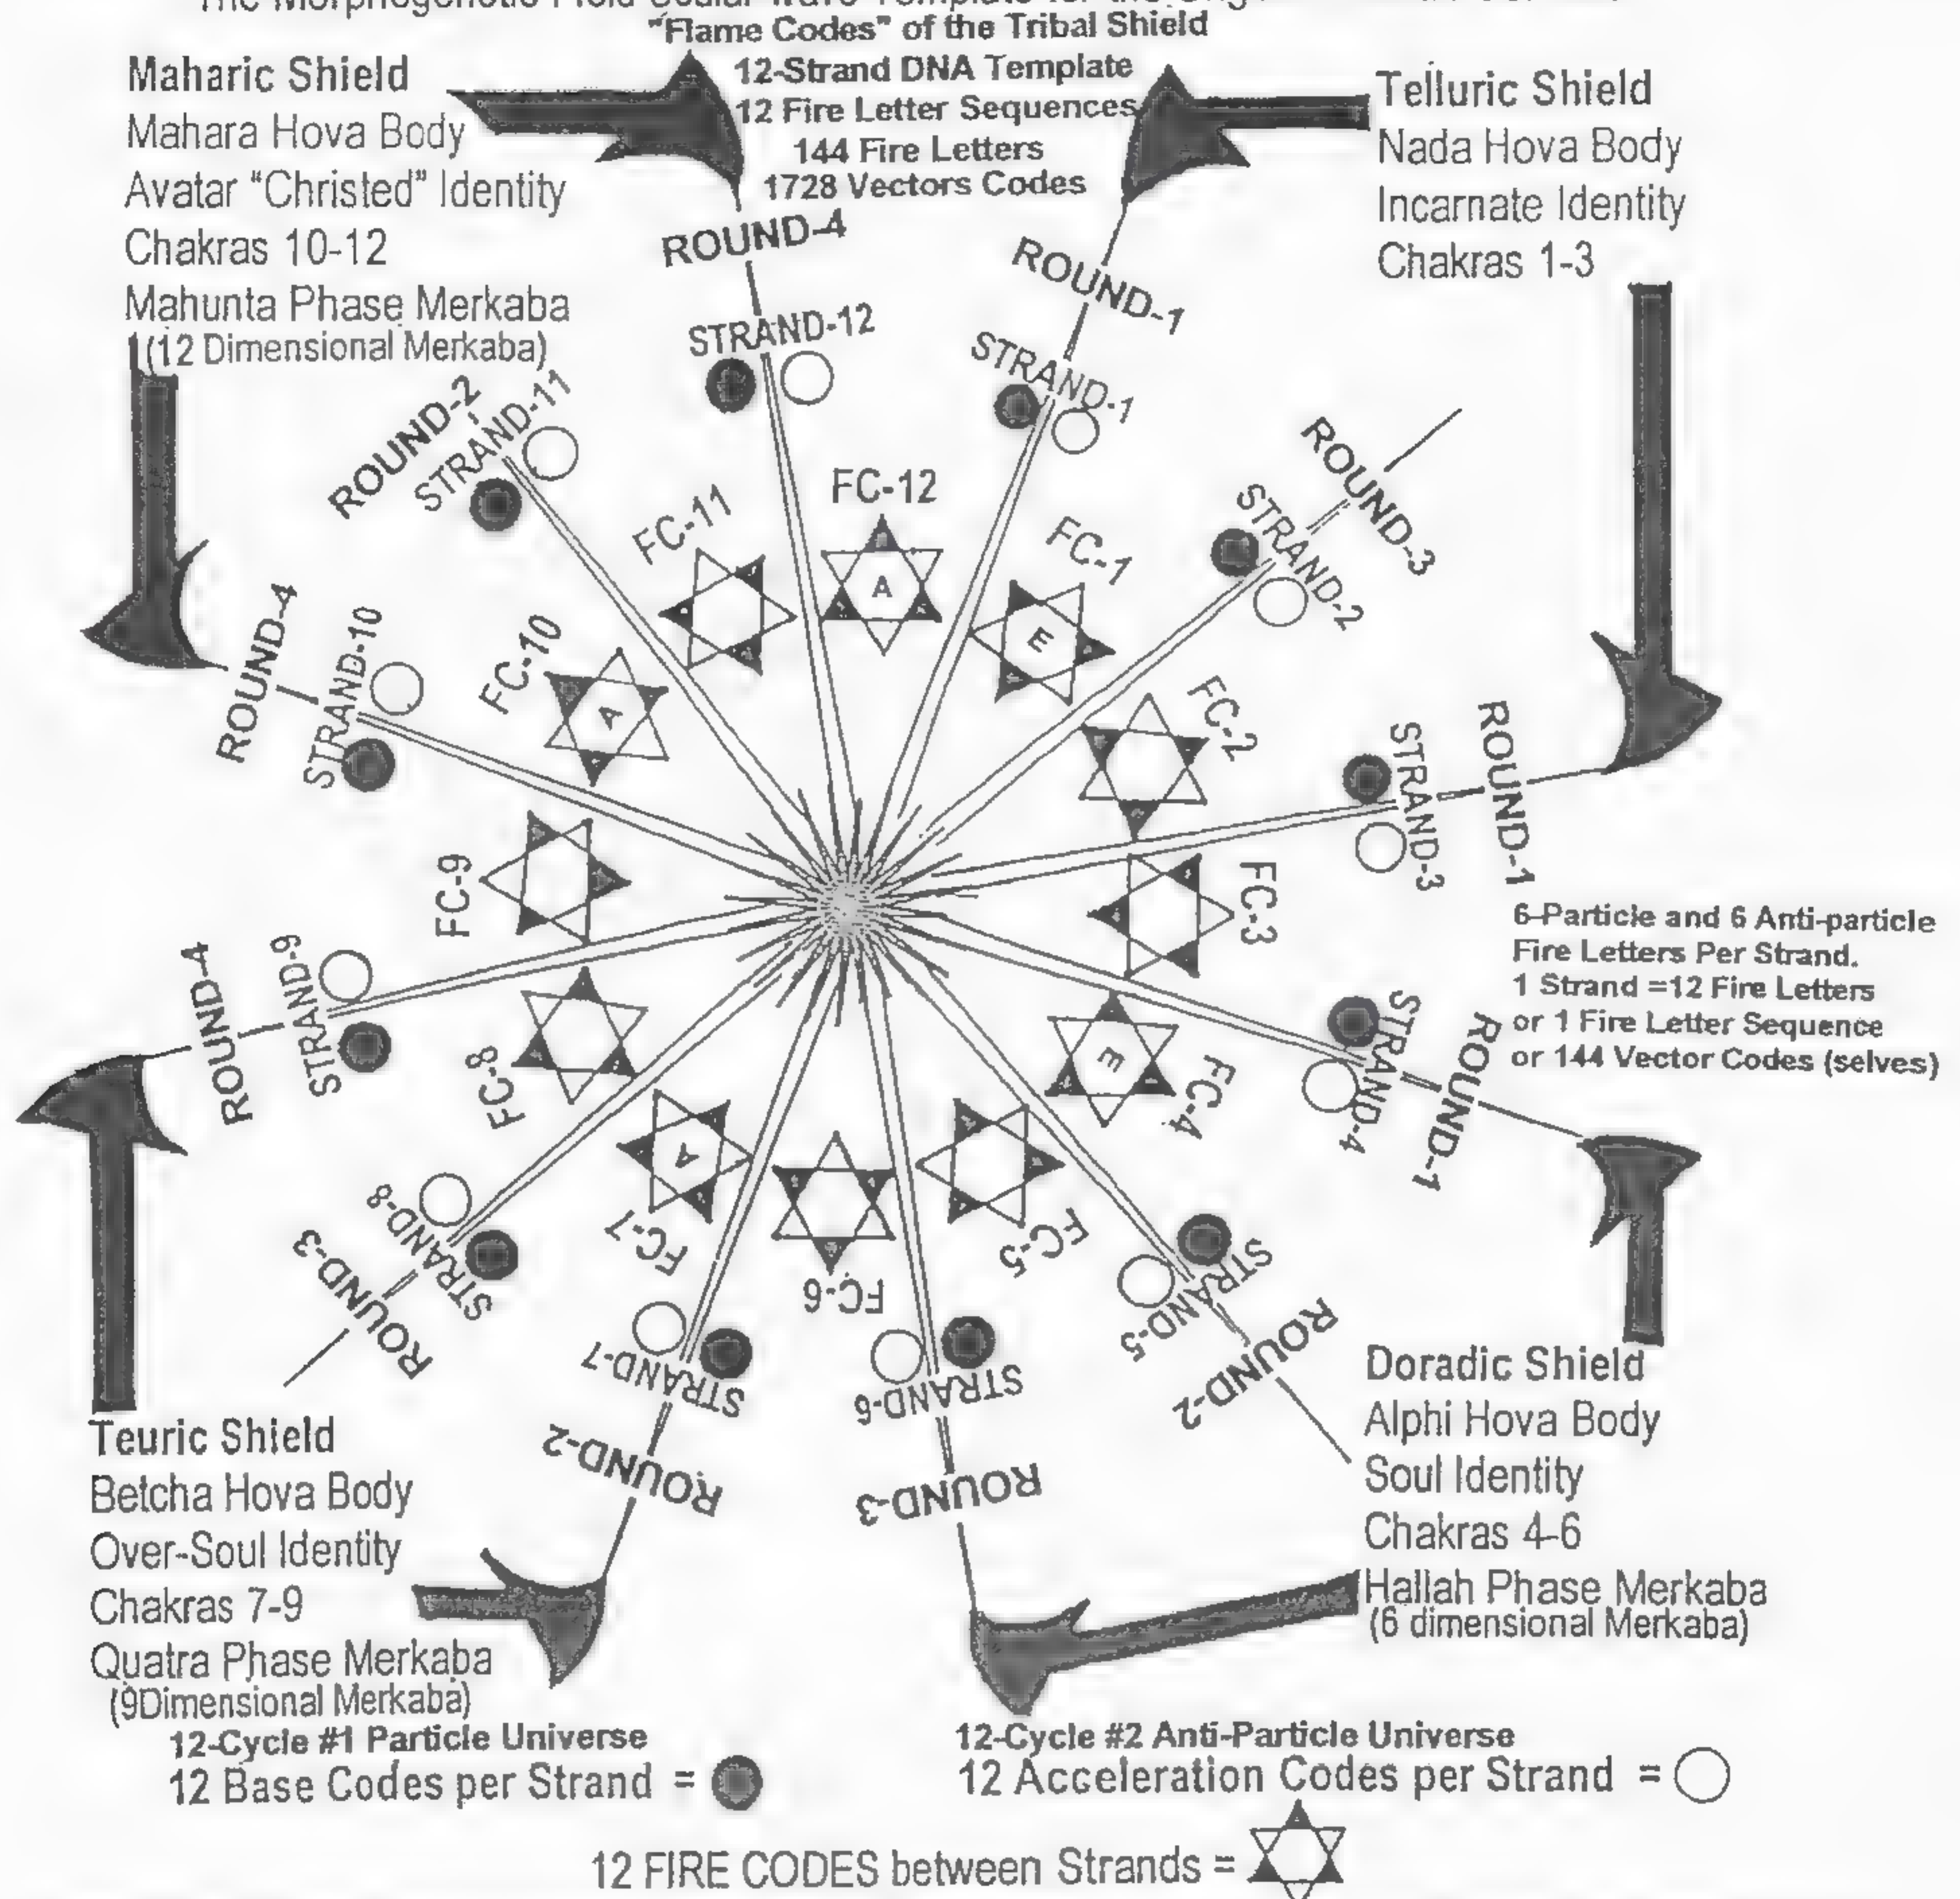 "Flame Codes" of the Tribal Shield
12-Strand DNA Template
12 Fire Letter Sequences
144 Fire Letters
1728 Vectors Codes
Maharic Shield
Mahara Hova Body
Avatar "Christed" Identity
Chakras 10-12
Mahunta Phase Merkaba
(12 Dimensional Merkaba)
Telluric Shield
Nada Hova Body
Incarnate Identity
Chakras 1-3
ROUND-4
STRAND-12
ROUND-1
STRAND-1
ROUND-3
STRAND-2
ROUND-1
STRAND-3
ROUND-1
STRAND-4
ROUND-2
STRAND-5
ROUND-3
STRAND-6
ROUND-2
STRAND-7
ROUND-3
STRAND-8
ROUND-4
STRAND-9
ROUND-4
STRAND-10
ROUND-2
STRAND-11
FC-12
A
FC-1
E
FC-2
FC-3
FC-4
E
FC-5
FC-6
FC-7
A
FC-8
FC-9
FC-10
A
FC-11
6-Particle and 6 Anti-particle
Fire Letters Per Strand.
1 Strand =12 Fire Letters
or 1 Fire Letter Sequence
or 144 Vector Codes (selves)
Teuric Shield
Betcha Hova Body
Over-Soul Identity
Chakras 7-9
Quatra Phase Merkaba
(9Dimensional Merkaba)
Doradic Shield
Alphi Hova Body
Soul Identity
Chakras 4-6
Hallah Phase Merkaba
(6 dimensional Merkaba)
12-Cycle #1 Particle Universe
12 Base Codes per Strand =
12-Cycle #2 Anti-Particle Universe
12 Acceleration Codes per Strand =
12 FIRE CODES between Strands =